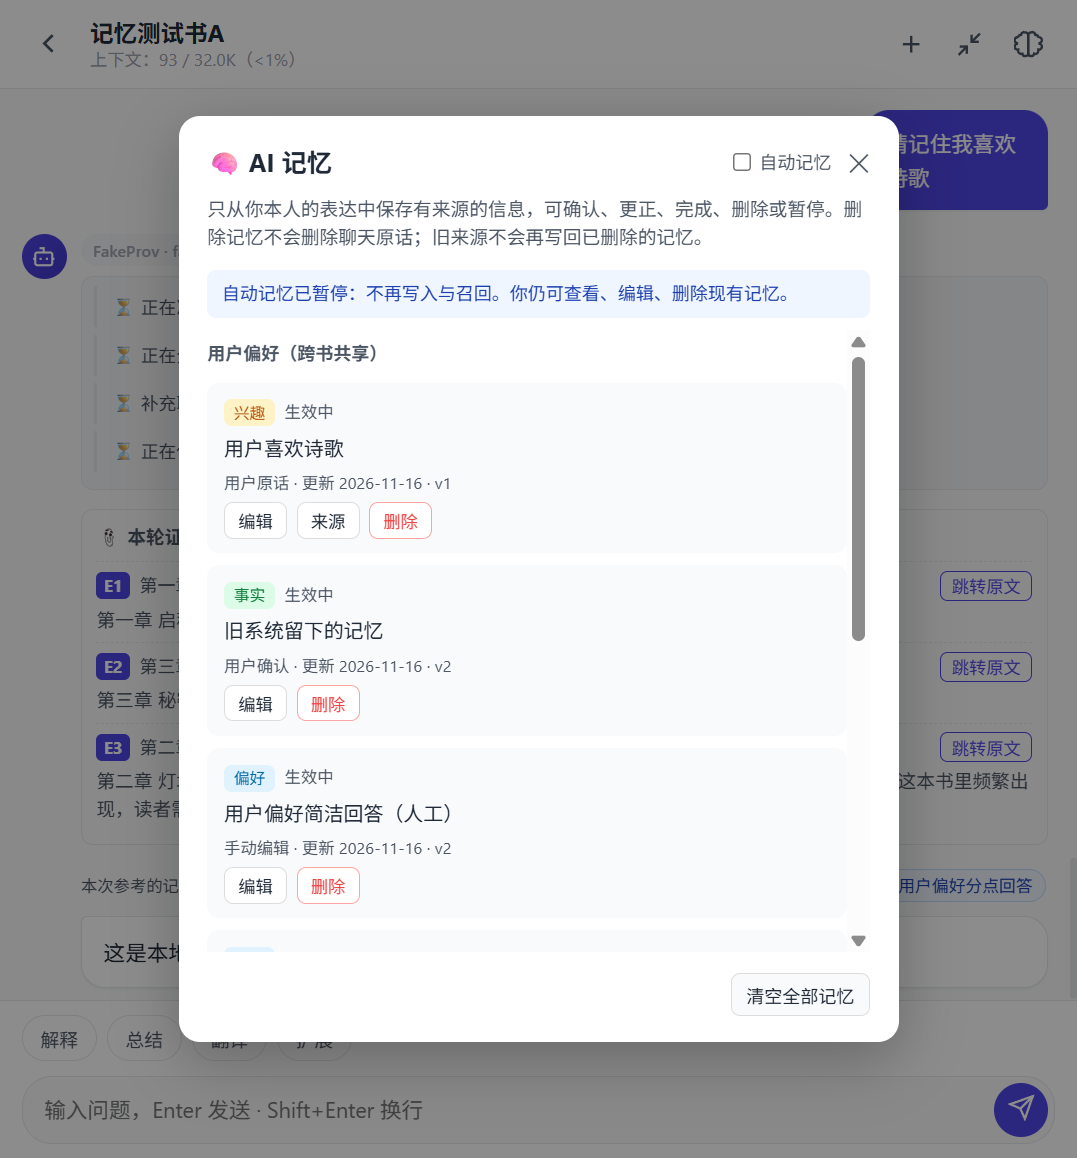 记忆测试书A
上下文：93 / 32.0K（<1%）
请记住我喜欢
诗歌
AI 记忆
自动记忆
只从你本人的表达中保存有来源的信息，可确认、更正、完成、删除或暂停。删
除记忆不会删除聊天原话；旧来源不会再写回已删除的记忆。
自动记忆已暂停：不再写入与召回。你仍可查看、编辑、删除现有记忆。
用户偏好（跨书共享）
兴趣 生效中
用户喜欢诗歌
用户原话 · 更新 2026-11-16 · v1
编辑 来源 删除
事实 生效中
旧系统留下的记忆
用户确认 · 更新 2026-11-16 · v2
编辑 删除
偏好 生效中
用户偏好简洁回答（人工）
手动编辑 · 更新 2026-11-16 · v2
编辑 删除
清空全部记忆
FakeProv · f
正在
正在
补充
正在
本轮证
E1 第一
跳转原文
第一章 启
E2 第三
跳转原文
第三章 秘
E3 第二
跳转原文
第二章 灯
这本书里频繁出
现，读者需
本次参考的记
用户偏好分点回答
这是本地
解释 总结 翻译 扩展
输入问题，Enter 发送 · Shift+Enter 换行